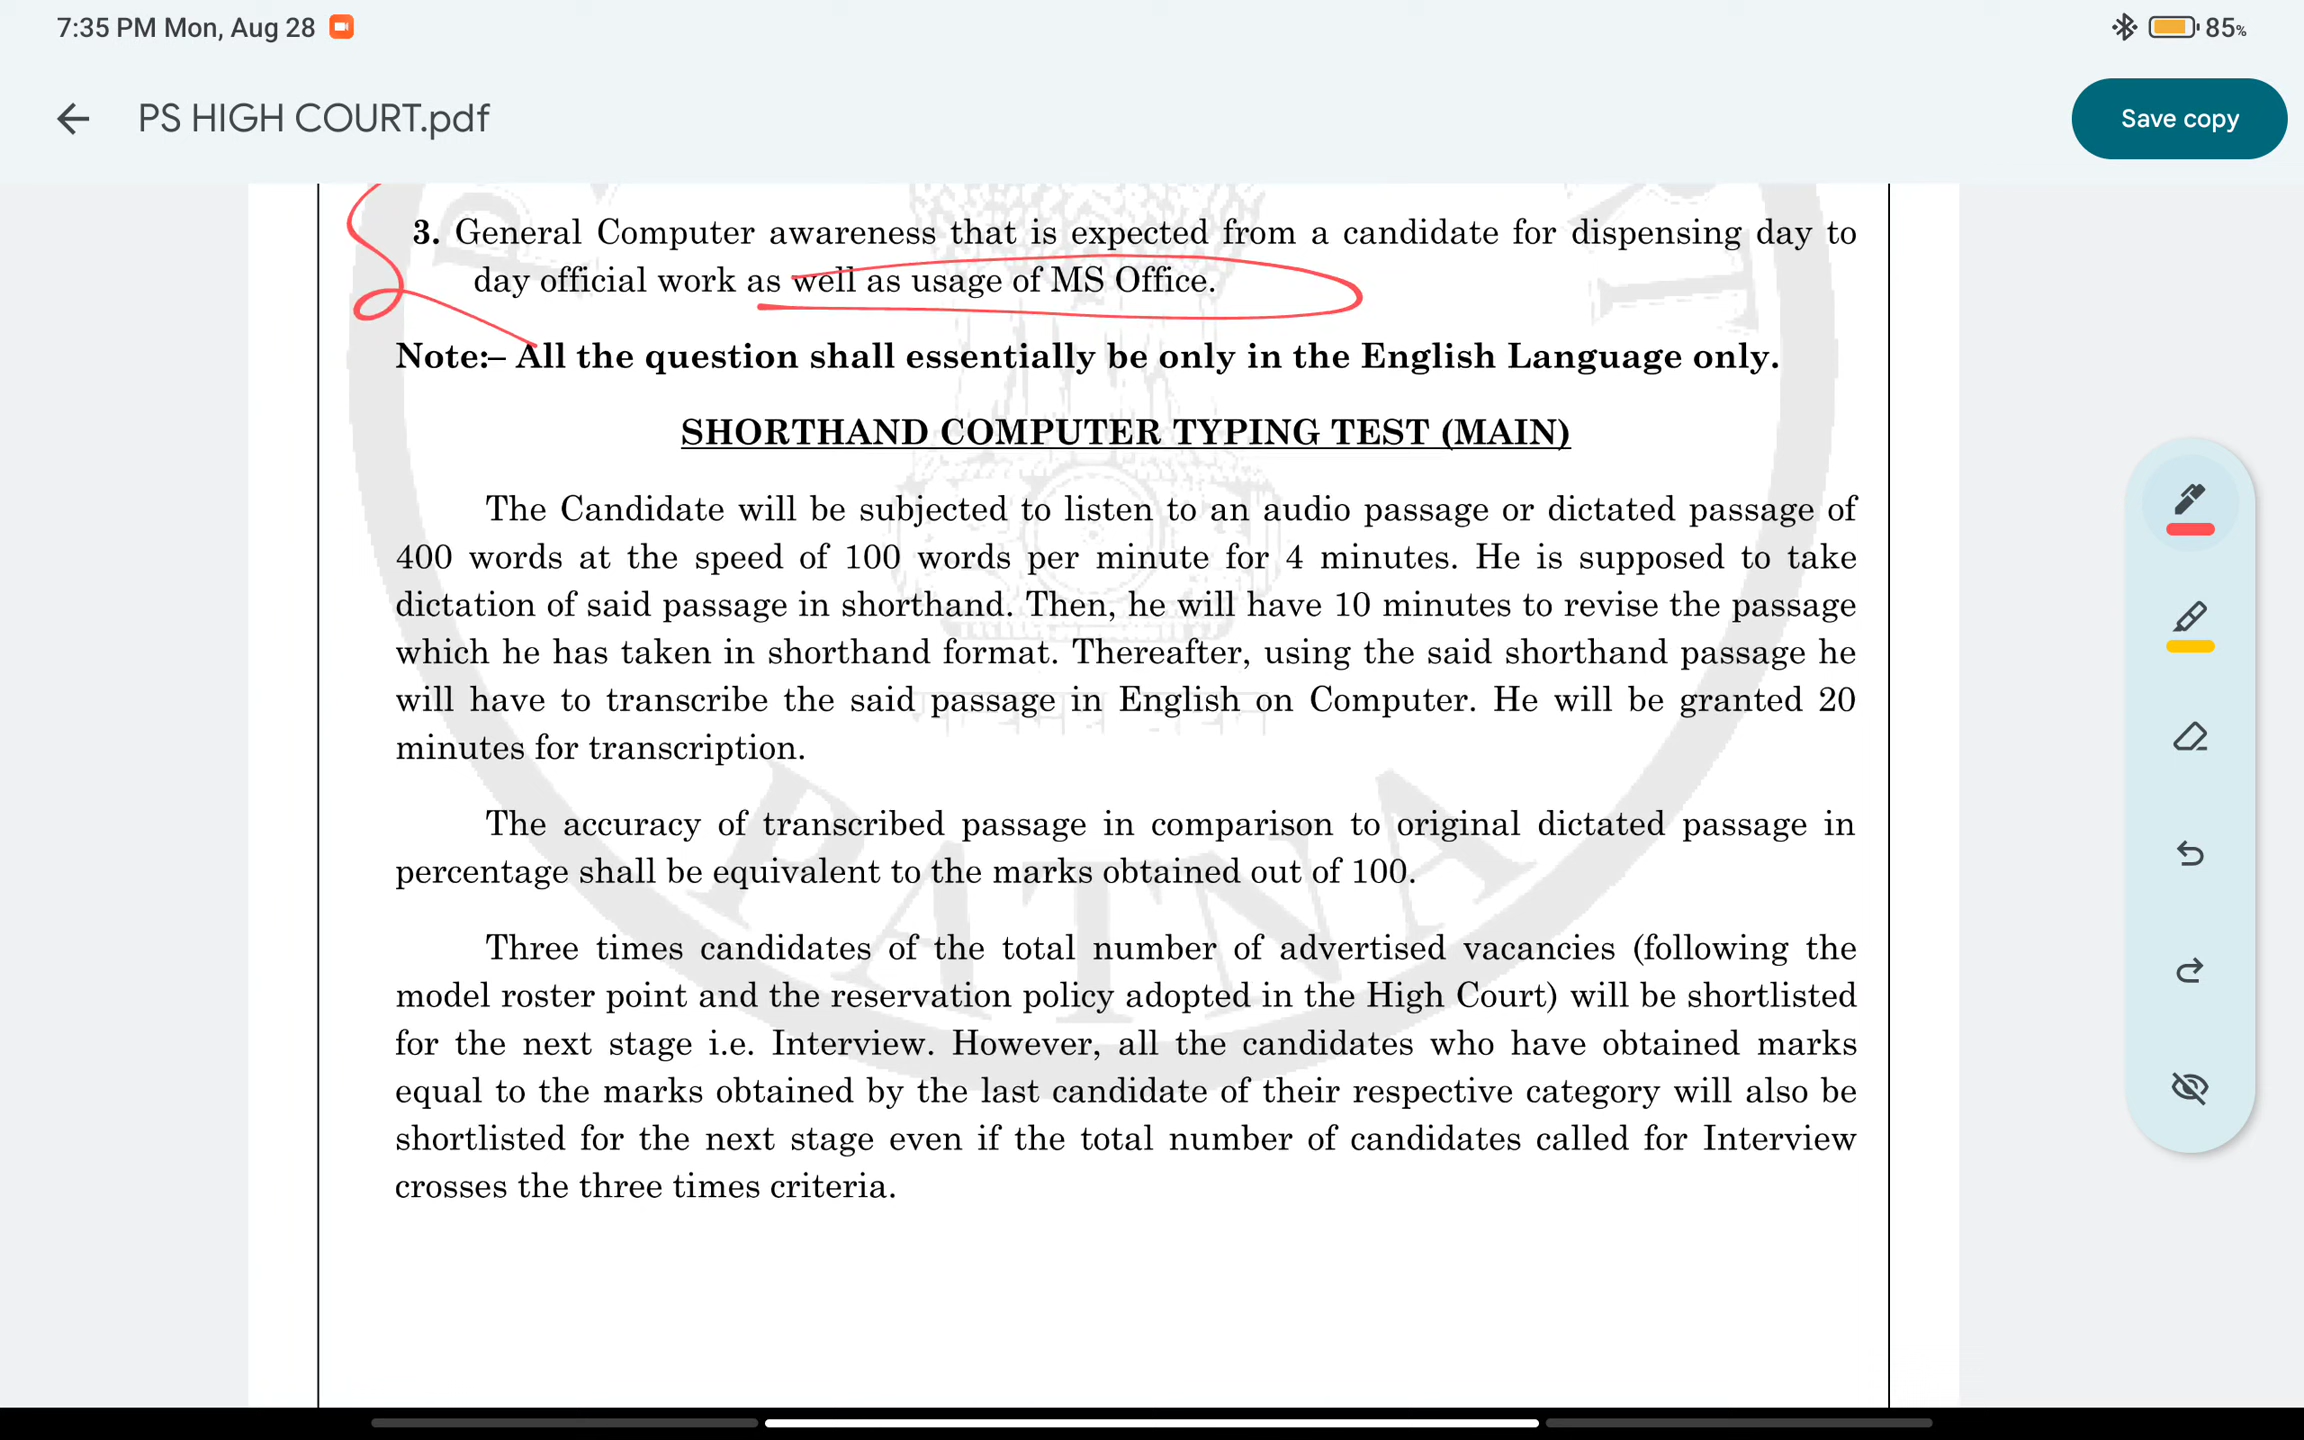 7:35 PM Mon, Aug 28
85%
PS HIGH COURT.pdf
Save copy
3. General Computer awareness that is expected from a candidate for dispensing day to
day official work as well as usage of MS Office.
Note:– All the question shall essentially be only in the English Language only.
SHORTHAND COMPUTER TYPING TEST (MAIN)
The Candidate will be subjected to listen to an audio passage or dictated passage of
400 words at the speed of 100 words per minute for 4 minutes. He is supposed to take
dictation of said passage in shorthand. Then, he will have 10 minutes to revise the passage
which he has taken in shorthand format. Thereafter, using the said shorthand passage he
will have to transcribe the said passage in English on Computer. He will be granted 20
minutes for transcription.
The accuracy of transcribed passage in comparison to original dictated passage in
percentage shall be equivalent to the marks obtained out of 100.
Three times candidates of the total number of advertised vacancies (following the
model roster point and the reservation policy adopted in the High Court) will be shortlisted
for the next stage i.e. Interview. However, all the candidates who have obtained marks
equal to the marks obtained by the last candidate of their respective category will also be
shortlisted for the next stage even if the total number of candidates called for Interview
crosses the three times criteria.
PATNA